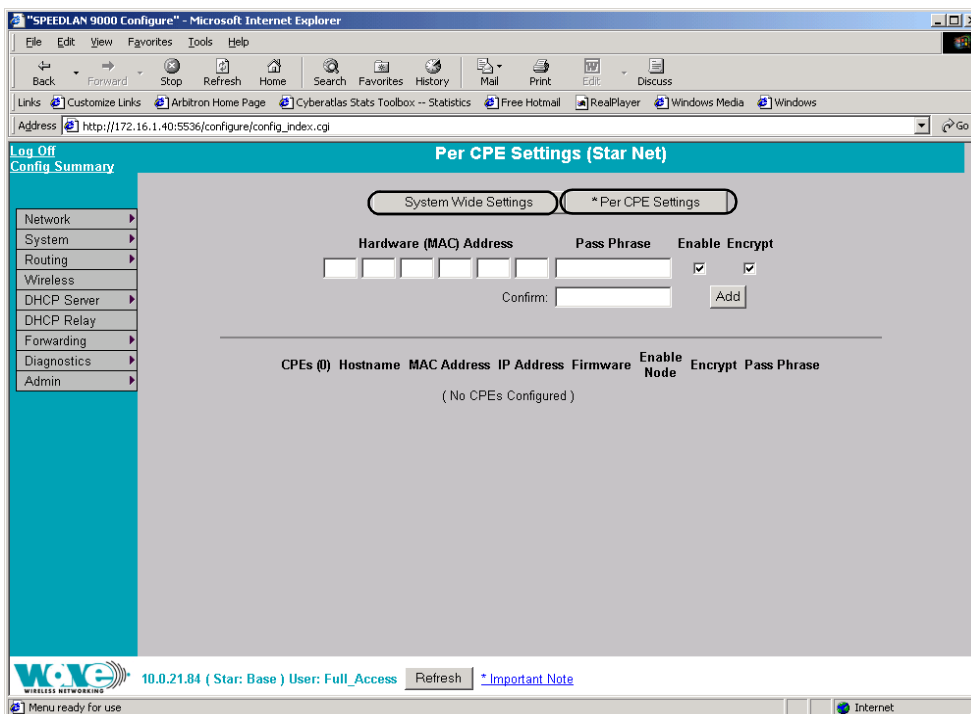 "SPEEDLAN 9000 Configure" - Microsoft Internet Explorer
File Edit View Favorites Tools Help
Back Forward Stop Refresh Home Search Favorites History Mail Print Edit Discuss
Links Customize Links Arbitron Home Page Cyberatlas Stats Toolbox -- Statistics Free Hotmail RealPlayer Windows Media Windows
Address http://172.16.1.40:5536/configure/config_index.cgi Go
Log Off
Config Summary
Per CPE Settings (Star Net)
System Wide Settings * Per CPE Settings
Network
System
Routing
Wireless
DHCP Server
DHCP Relay
Forwarding
Diagnostics
Admin
Hardware (MAC) Address Pass Phrase Enable Encrypt
Confirm: Add
CPEs (0) Hostname MAC Address IP Address Firmware Enable Node Encrypt Pass Phrase
( No CPEs Configured )
WAVE
WIRELESS NETWORKING
10.0.21.84 ( Star: Base ) User: Full_Access Refresh * Important Note
Menu ready for use Internet